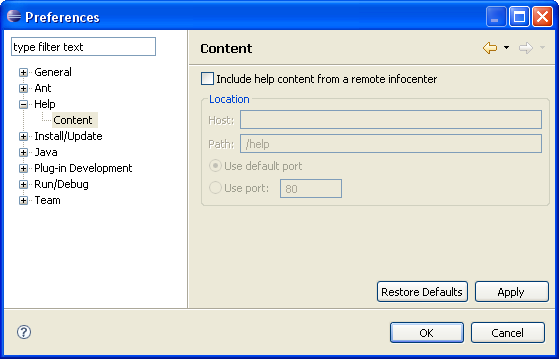 Preferences
type filter text
General
Ant
Help
Content
Install/Update
Java
Plug-in Development
Run/Debug
Team
Content
Include help content from a remote infocenter
Location
Host:
Path: /help
Use default port
Use port: 80
Restore Defaults Apply
OK Cancel